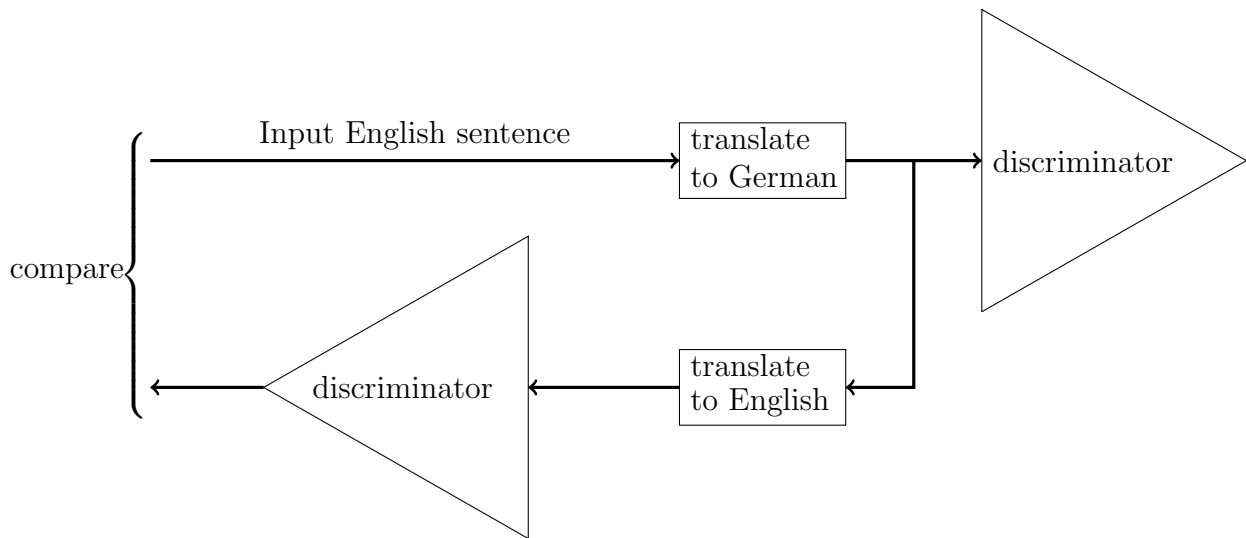 Input English sentence
translate
to German
discriminator
compare
discriminator
translate
to English